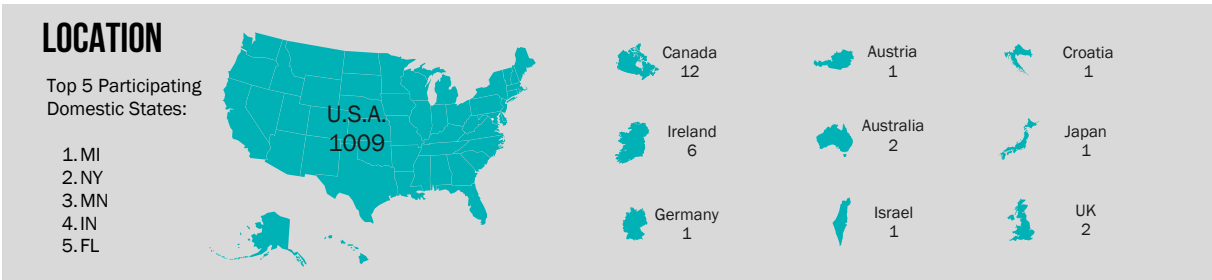 LOCATION
Top 5 Participating
Domestic States:
1. MI
2. NY
3. MN
4. IN
5. FL
U.S.A.
1009
Canada
12
Austria
1
Croatia
1
Ireland
6
Australia
2
Japan
1
Germany
1
Israel
1
UK
2